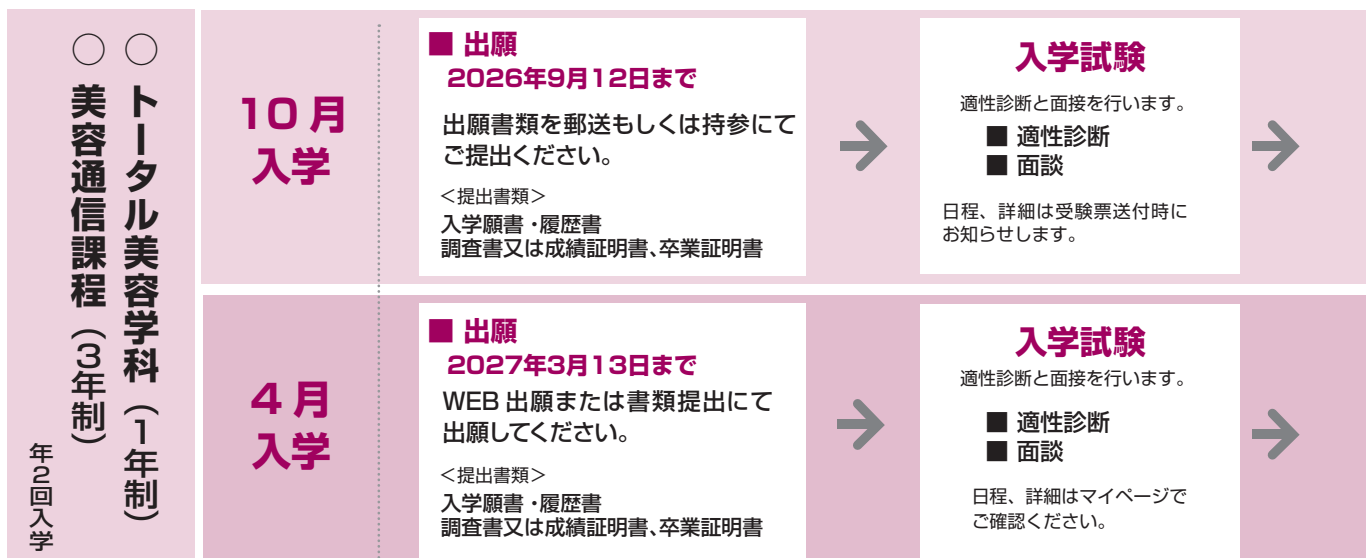 ○ トータル美容学科（1年制）
○ 美容通信課程（3年制）
年2回入学
10月
入学
■ 出願
2026年9月12日まで
出願書類を郵送もしくは持参にて
ご提出ください。
＜提出書類＞
入学願書・履歴書
調査書又は成績証明書、卒業証明書
入学試験
適性診断と面接を行います。
■ 適性診断
■ 面談
日程、詳細は受験票送付時に
お知らせします。
4月
入学
■ 出願
2027年3月13日まで
WEB 出願または書類提出にて
出願してください。
＜提出書類＞
入学願書・履歴書
調査書又は成績証明書、卒業証明書
入学試験
適性診断と面接を行います。
■ 適性診断
■ 面談
日程、詳細はマイページで
ご確認ください。